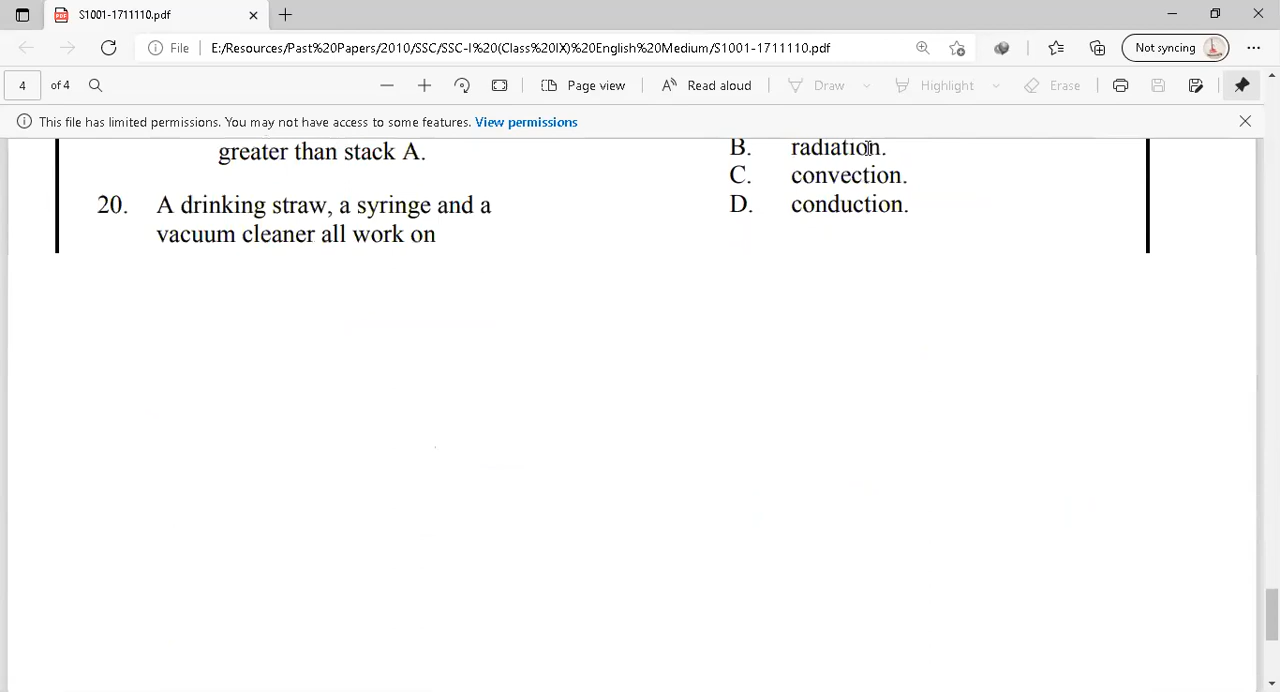 S1001-1711110.pdf
File
E:/Resources/Past%20Papers/2010/SSC/SSC-I%20(Class%20IX)%20English%20Medium/S1001-1711110.pdf
Not syncing
4 of 4
Page view
Read aloud
Draw
Highlight
Erase
This file has limited permissions. You may not have access to some features. View permissions
greater than stack A.
20. A drinking straw, a syringe and a
vacuum cleaner all work on
B. radiation.
C. convection.
D. conduction.